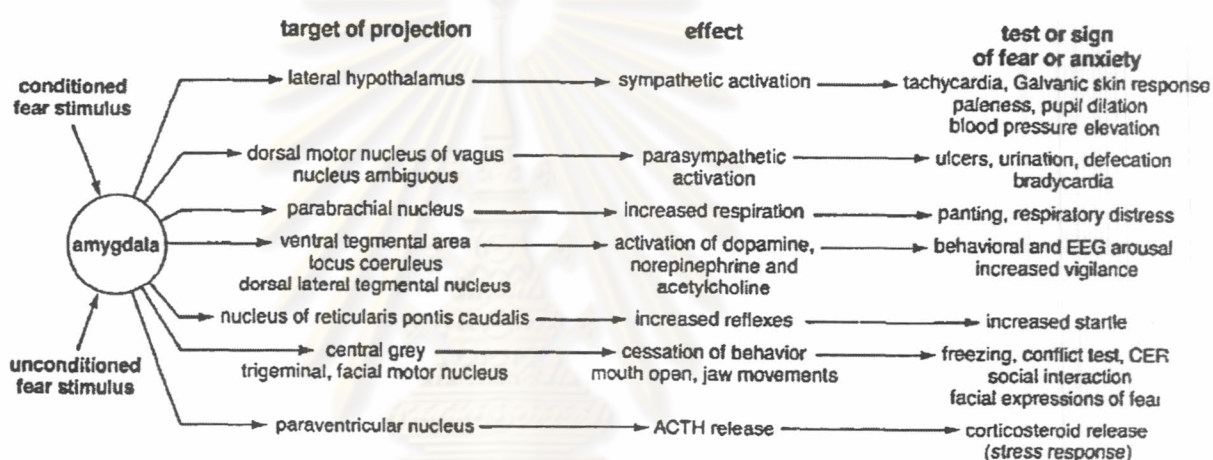 target of projection
effect
test or sign
of fear or anxiety
conditioned
fear stimulus
amygdala
unconditioned
fear stimulus
lateral hypothalamus
sympathetic activation
tachycardia, Galvanic skin response
paleness, pupil dilation
blood pressure elevation
dorsal motor nucleus of vagus
nucleus ambiguous
parasympathetic
activation
ulcers, urination, defecation
bradycardia
parabrachial nucleus
increased respiration
panting, respiratory distress
ventral tegmental area
locus coeruleus
dorsal lateral tegmental nucleus
activation of dopamine,
norepinephrine and
acetylcholine
behavioral and EEG arousal
increased vigilance
nucleus of reticularis pontis caudalis
increased reflexes
increased startle
central grey
trigeminal, facial motor nucleus
cessation of behavior
mouth open, jaw movements
freezing, conflict test, CER
social interaction
facial expressions of fear
paraventricular nucleus
ACTH release
corticosteroid release
(stress response)